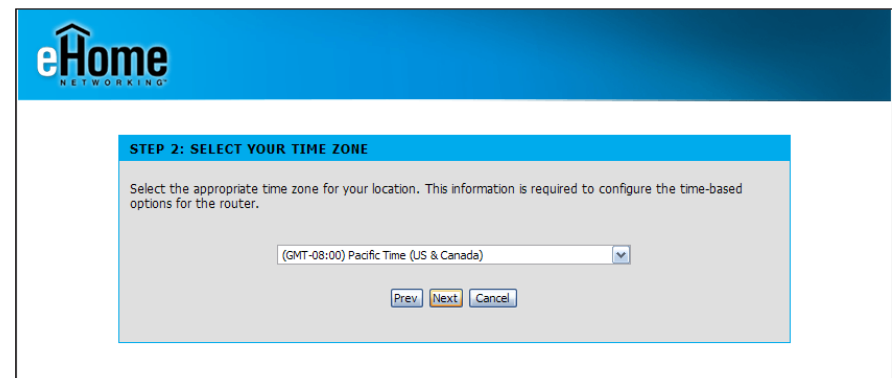 eHome
NETWORKING™
STEP 2: SELECT YOUR TIME ZONE
Select the appropriate time zone for your location. This information is required to configure the time-based
options for the router.
(GMT-08:00) Pacific Time (US & Canada)
Prev Next Cancel